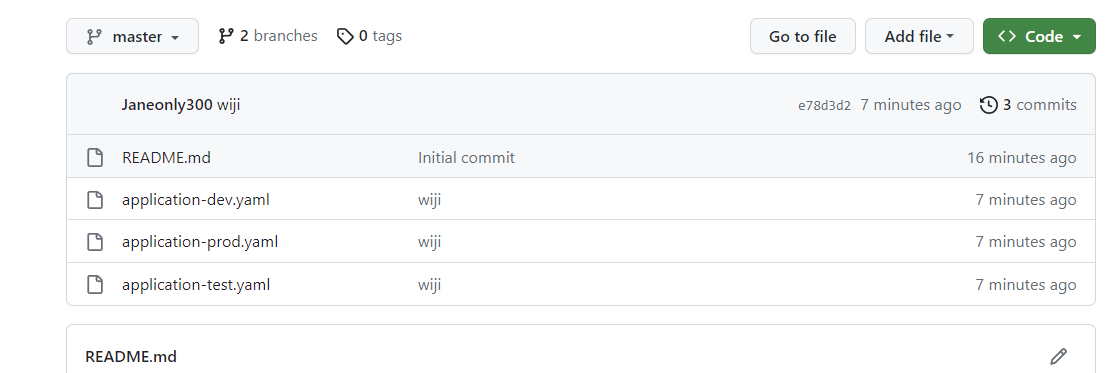 master 2 branches 0 tags Go to file Add file <> Code
Janeonly300 wiji e78d3d2 7 minutes ago 3 commits
README.md Initial commit 16 minutes ago
application-dev.yaml wiji 7 minutes ago
application-prod.yaml wiji 7 minutes ago
application-test.yaml wiji 7 minutes ago
README.md